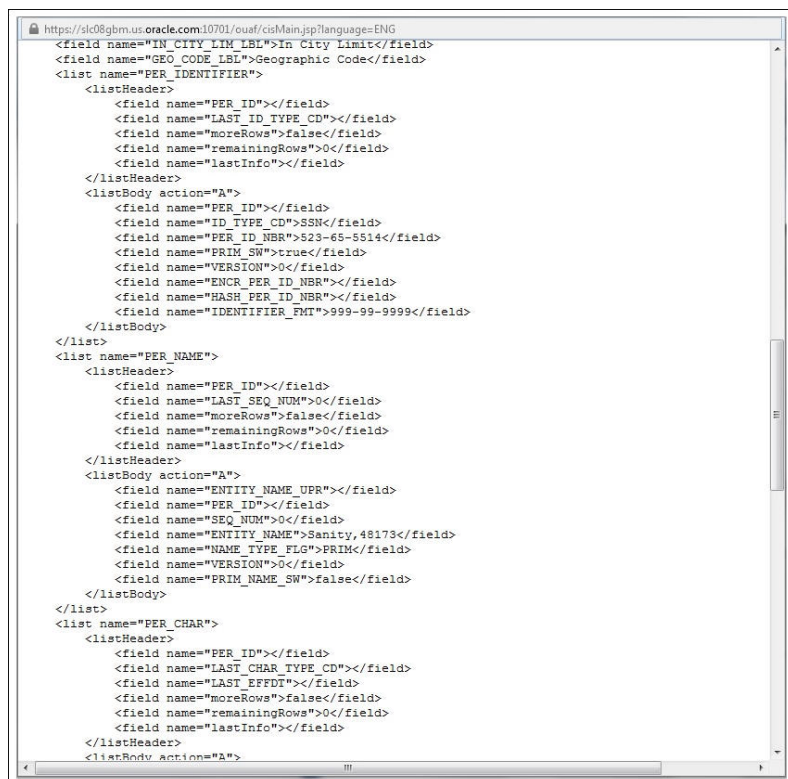 https://slc08gbm.us.oracle.com:10701/ouaf/cisMain.jsp?language=ENG
<field name="IN_CITY_LIM_LBL">In City Limit</field>
<field name="GEO_CODE_LBL">Geographic Code</field>
<list name="PER_IDENTIFIER">
<listHeader>
<field name="PER_ID"></field>
<field name="LAST_ID_TYPE_CD"></field>
<field name="moreRows">false</field>
<field name="remainingRows">0</field>
<field name="lastInfo"></field>
</listHeader>
<listBody action="A">
<field name="PER_ID"></field>
<field name="ID_TYPE_CD">SSN</field>
<field name="PER_ID_NBR">523-65-5514</field>
<field name="PRIM_SW">true</field>
<field name="VERSION">0</field>
<field name="ENCR_PER_ID_NBR"></field>
<field name="HASH_PER_ID_NBR"></field>
<field name="IDENTIFIER_FMT">999-99-9999</field>
</listBody>
</list>
<list name="PER_NAME">
<listHeader>
<field name="PER_ID"></field>
<field name="LAST_SEQ_NUM">0</field>
<field name="moreRows">false</field>
<field name="remainingRows">0</field>
<field name="lastInfo"></field>
</listHeader>
<listBody action="A">
<field name="ENTITY_NAME_UPR"></field>
<field name="PER_ID"></field>
<field name="SEQ_NUM">0</field>
<field name="ENTITY_NAME">Sanity,48173</field>
<field name="NAME_TYPE_FLG">PRIM</field>
<field name="VERSION">0</field>
<field name="PRIM_NAME_SW">false</field>
</listBody>
</list>
<list name="PER_CHAR">
<listHeader>
<field name="PER_ID"></field>
<field name="LAST_CHAR_TYPE_CD"></field>
<field name="LAST_EFFDT"></field>
<field name="moreRows">false</field>
<field name="remainingRows">0</field>
<field name="lastInfo"></field>
</listHeader>
<listBody action="A">